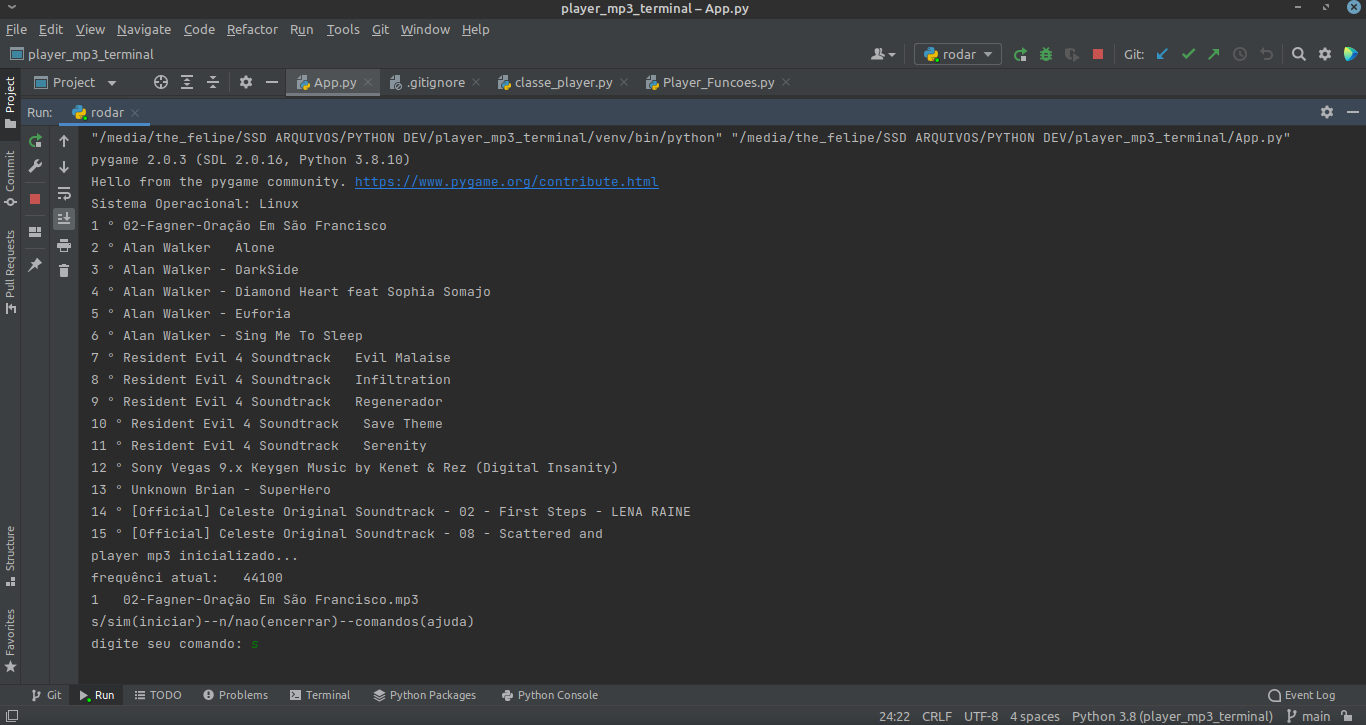 player_mp3_terminal – App.py
File Edit View Navigate Code Refactor Run Tools Git Window Help
player_mp3_terminal rodar Git:
Project App.py .gitignore classe_player.py Player_Funcoes.py
Run: rodar
"/media/the_felipe/SSD ARQUIVOS/PYTHON DEV/player_mp3_terminal/venv/bin/python" "/media/the_felipe/SSD ARQUIVOS/PYTHON DEV/player_mp3_terminal/App.py"
pygame 2.0.3 (SDL 2.0.16, Python 3.8.10)
Hello from the pygame community. https://www.pygame.org/contribute.html
Sistema Operacional: Linux
1 ° 02-Fagner-Oração Em São Francisco
2 ° Alan Walker   Alone
3 ° Alan Walker - DarkSide
4 ° Alan Walker - Diamond Heart feat Sophia Somajo
5 ° Alan Walker - Euforia
6 ° Alan Walker - Sing Me To Sleep
7 ° Resident Evil 4 Soundtrack   Evil Malaise
8 ° Resident Evil 4 Soundtrack   Infiltration
9 ° Resident Evil 4 Soundtrack   Regenerador
10 ° Resident Evil 4 Soundtrack   Save Theme
11 ° Resident Evil 4 Soundtrack   Serenity
12 ° Sony Vegas 9.x Keygen Music by Kenet & Rez (Digital Insanity)
13 ° Unknown Brian - SuperHero
14 ° [Official] Celeste Original Soundtrack - 02 - First Steps - LENA RAINE
15 ° [Official] Celeste Original Soundtrack - 08 - Scattered and
player mp3 inicializado...
frequênci atual:   44100
1   02-Fagner-Oração Em São Francisco.mp3
s/sim(iniciar)--n/nao(encerrar)--comandos(ajuda)
digite seu comando: s
Project
Commit
Pull Requests
Structure
Favorites
Git Run TODO Problems Terminal Python Packages Python Console Event Log
24:22 CRLF UTF-8 4 spaces Python 3.8 (player_mp3_terminal) main